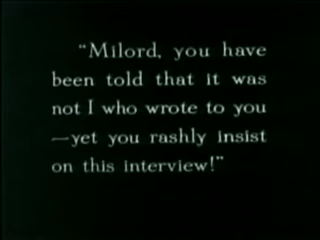 "Milord, you have
been told that it was
not I who wrote to you
—yet you rashly insist
on this interview!"